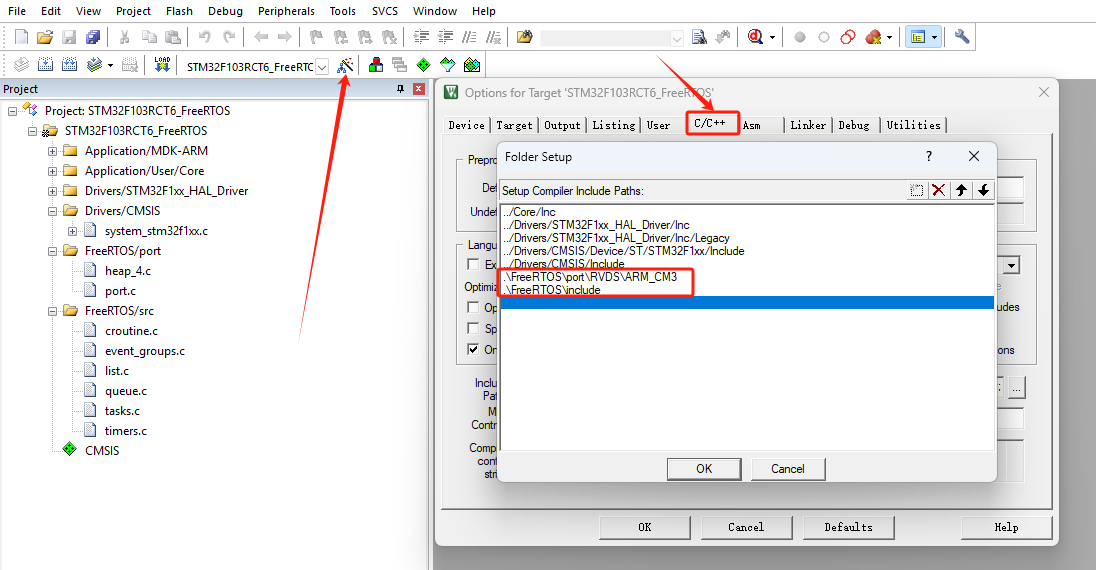 File Edit View Project Flash Debug Peripherals Tools SVCS Window Help
LOAD
STM32F103RCT6_FreeRTC
Project
Project: STM32F103RCT6_FreeRTOS
STM32F103RCT6_FreeRTOS
Application/MDK-ARM
Application/User/Core
Drivers/STM32F1xx_HAL_Driver
Drivers/CMSIS
system_stm32f1xx.c
FreeRTOS/port
heap_4.c
port.c
FreeRTOS/src
croutine.c
event_groups.c
list.c
queue.c
tasks.c
timers.c
CMSIS
Options for Target 'STM32F103RCT6_FreeRTOS'
Device Target Output Listing User C/C++ Asm Linker Debug Utilities
Prepro
Def
Undef
Langu
Ex
Optimiz
Op
Sp
On
Inclu
Pat
M
Contr
Comp
cont
stri
e
udes
ons
...
Folder Setup
?
Setup Compiler Include Paths:
../Core/Inc
../Drivers/STM32F1xx_HAL_Driver/Inc
../Drivers/STM32F1xx_HAL_Driver/Inc/Legacy
../Drivers/CMSIS/Device/ST/STM32F1xx/Include
../Drivers/CMSIS/Include
.\FreeRTOS\port\RVDS\ARM_CM3
.\FreeRTOS\include
OK Cancel
OK Cancel Defaults Help